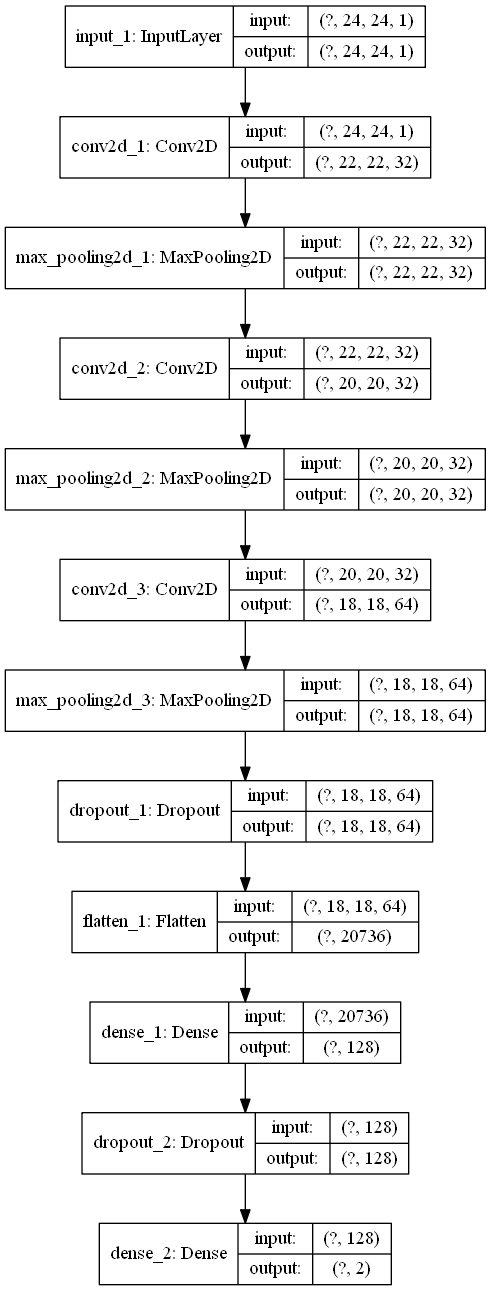 input_1: InputLayer
input: (?, 24, 24, 1)
output: (?, 24, 24, 1)
conv2d_1: Conv2D
input: (?, 24, 24, 1)
output: (?, 22, 22, 32)
max_pooling2d_1: MaxPooling2D
input: (?, 22, 22, 32)
output: (?, 22, 22, 32)
conv2d_2: Conv2D
input: (?, 22, 22, 32)
output: (?, 20, 20, 32)
max_pooling2d_2: MaxPooling2D
input: (?, 20, 20, 32)
output: (?, 20, 20, 32)
conv2d_3: Conv2D
input: (?, 20, 20, 32)
output: (?, 18, 18, 64)
max_pooling2d_3: MaxPooling2D
input: (?, 18, 18, 64)
output: (?, 18, 18, 64)
dropout_1: Dropout
input: (?, 18, 18, 64)
output: (?, 18, 18, 64)
flatten_1: Flatten
input: (?, 18, 18, 64)
output: (?, 20736)
dense_1: Dense
input: (?, 20736)
output: (?, 128)
dropout_2: Dropout
input: (?, 128)
output: (?, 128)
dense_2: Dense
input: (?, 128)
output: (?, 2)